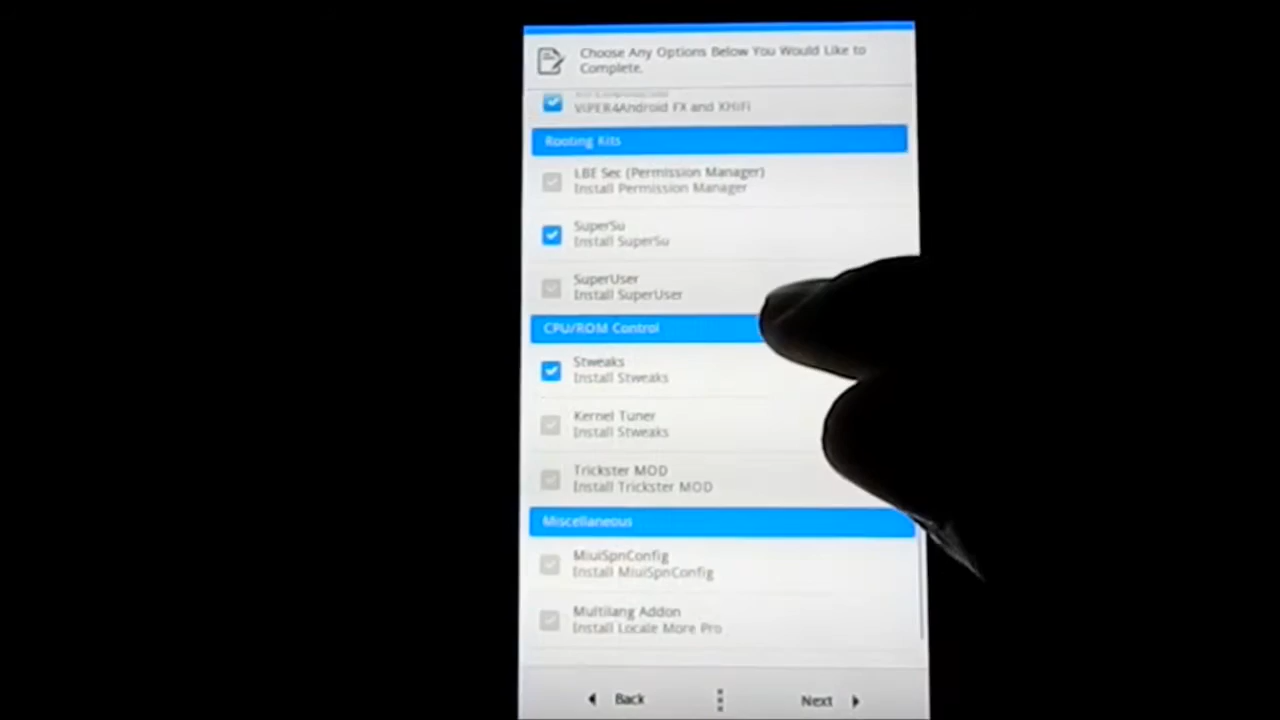 Choose Any Options Below You Would Like to
Complete.
ViPER4Android FX and XHiFi
Rooting Kits
LBE Sec (Permission Manager)
Install Permission Manager
SuperSu
Install SuperSu
SuperUser
Install SuperUser
CPU/ROM Control
Stweaks
Install Stweaks
Kernel Tuner
Install Stweaks
Trickster MOD
Install Trickster MOD
Miscellaneous
MiuiSpnConfig
Install MiuiSpnConfig
Multilang Addon
Install Locale More Pro
Back
Next